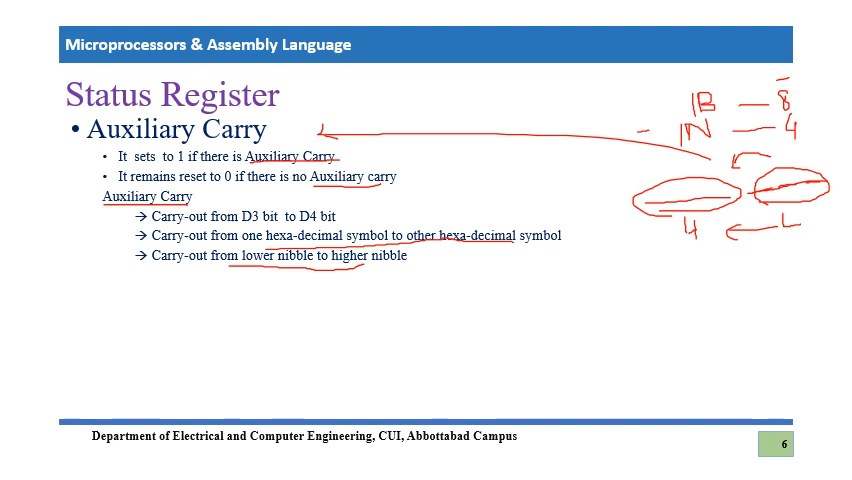 Microprocessors & Assembly Language
Status Register
• Auxiliary Carry
• It sets to 1 if there is Auxiliary Carry
• It remains reset to 0 if there is no Auxiliary carry
Auxiliary Carry
→ Carry-out from D3 bit to D4 bit
→ Carry-out from one hexa-decimal symbol to other hexa-decimal symbol
→ Carry-out from lower nibble to higher nibble
1B — 8
1N — 4
H ← L
Department of Electrical and Computer Engineering, CUI, Abbottabad Campus
6